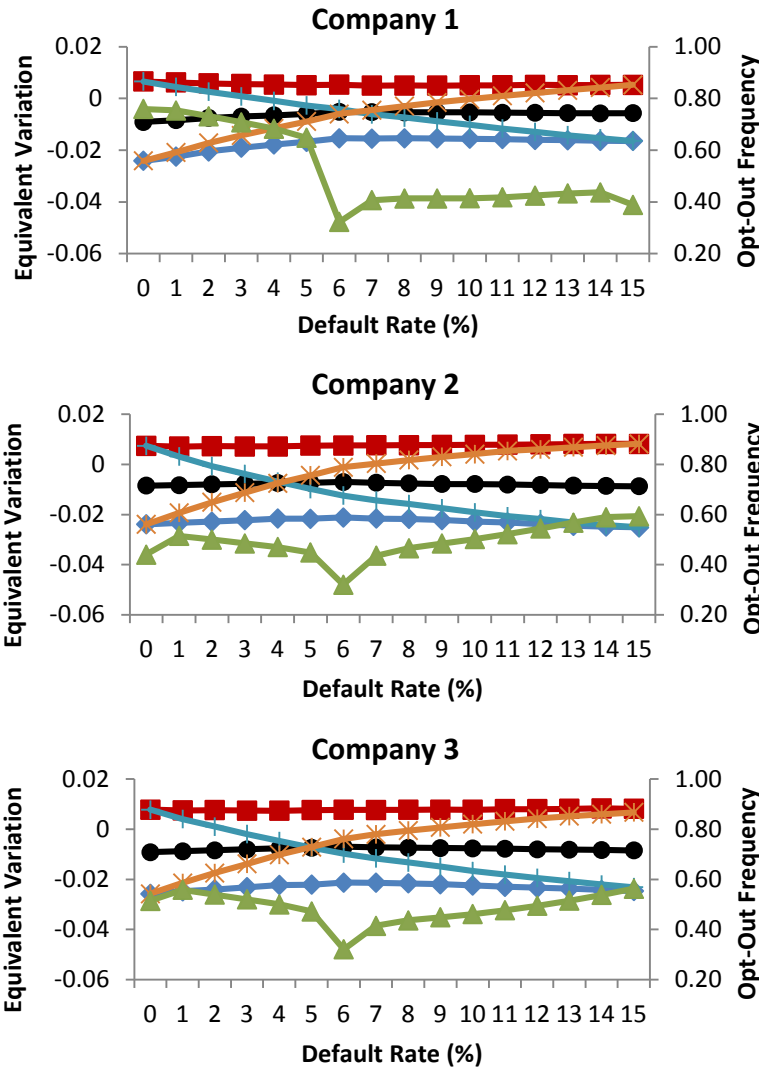 Company 1
Equivalent Variation
0.02
0
-0.02
-0.04
-0.06
1.00
0.80
0.60
0.40
0.20
Opt-Out Frequency
0 1 2 3 4 5 6 7 8 9 10 11 12 13 14 15
Default Rate (%)
Company 2
Equivalent Variation
0.02
0
-0.02
-0.04
-0.06
1.00
0.80
0.60
0.40
0.20
Opt-Out Frequency
0 1 2 3 4 5 6 7 8 9 10 11 12 13 14 15
Default Rate (%)
Company 3
Equivalent Variation
0.02
0
-0.02
-0.04
-0.06
1.00
0.80
0.60
0.40
0.20
Opt-Out Frequency
0 1 2 3 4 5 6 7 8 9 10 11 12 13 14 15
Default Rate (%)